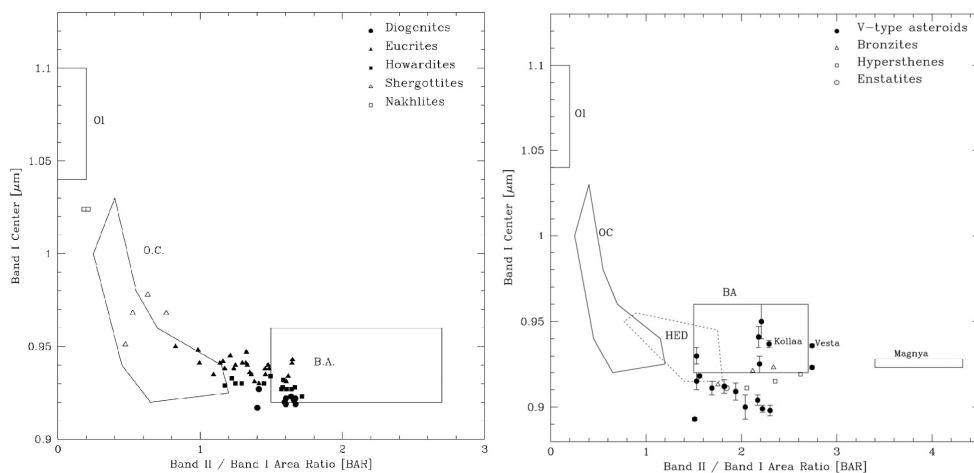 Diogenites
Eucrites
Howardites
Shergottites
Nakhlites
1.1
Ol
1.05
Band I Center [μm]
1
O.C.
0.95
B.A.
0.9
0
1
2
3
Band II / Band I Area Ratio [BAR]
V-type asteroids
Bronzites
Hypersthenes
Enstatites
1.1
Ol
1.05
Band I Center [μm]
1
OC
BA
0.95
HED
Kollaa
Vesta
Magnya
0.9
0
1
2
3
4
Band II / Band I Area Ratio [BAR]